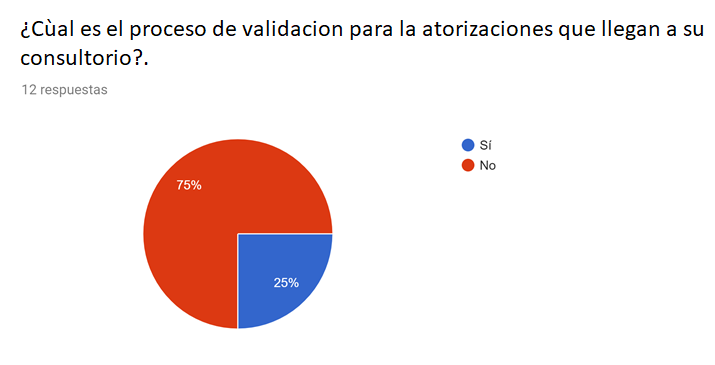 ¿Cùal es el proceso de validacion para la atorizaciones que llegan a su
consultorio?.
12 respuestas
Sí
No
75%
25%